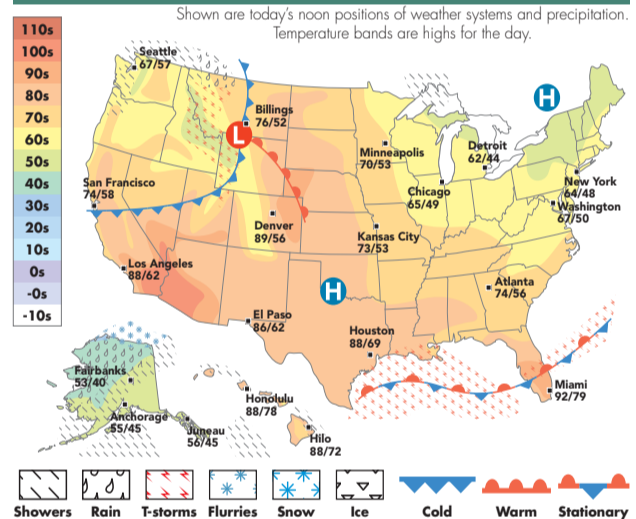 Shown are today's noon positions of weather systems and precipitation.
Temperature bands are highs for the day.
110s
100s
90s
80s
70s
60s
50s
40s
30s
20s
10s
0s
-0s
-10s
Seattle
67/57
Billings
76/52
L
H
Minneapolis
70/53
Detroit
62/44
San Francisco
74/58
Chicago
65/49
New York
64/48
Washington
67/50
Denver
89/56
Kansas City
73/53
Los Angeles
88/62
H
Atlanta
74/56
El Paso
86/62
Houston
88/69
Fairbanks
53/40
Honolulu
88/78
Miami
92/79
Anchorage
55/45
Juneau
56/45
Hilo
88/72
Showers Rain T-storms Flurries Snow Ice Cold Warm Stationary